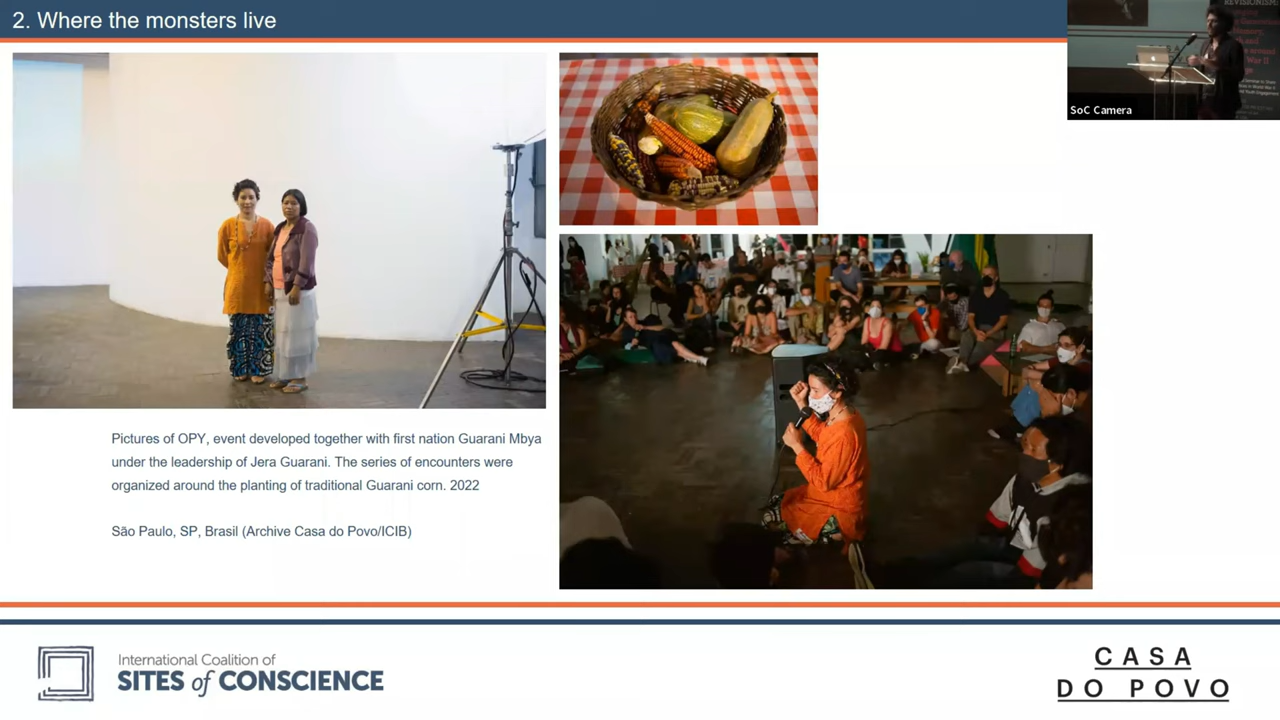 2. Where the monsters live
REVISIONISM:
SoC Camera
Pictures of OPY, event developed together with first nation Guarani Mbya
under the leadership of Jera Guarani. The series of encounters were
organized around the planting of traditional Guarani corn. 2022
São Paulo, SP, Brasil (Archive Casa do Povo/ICIB)
International Coalition of
SITES of CONSCIENCE
CASA
DO POVO